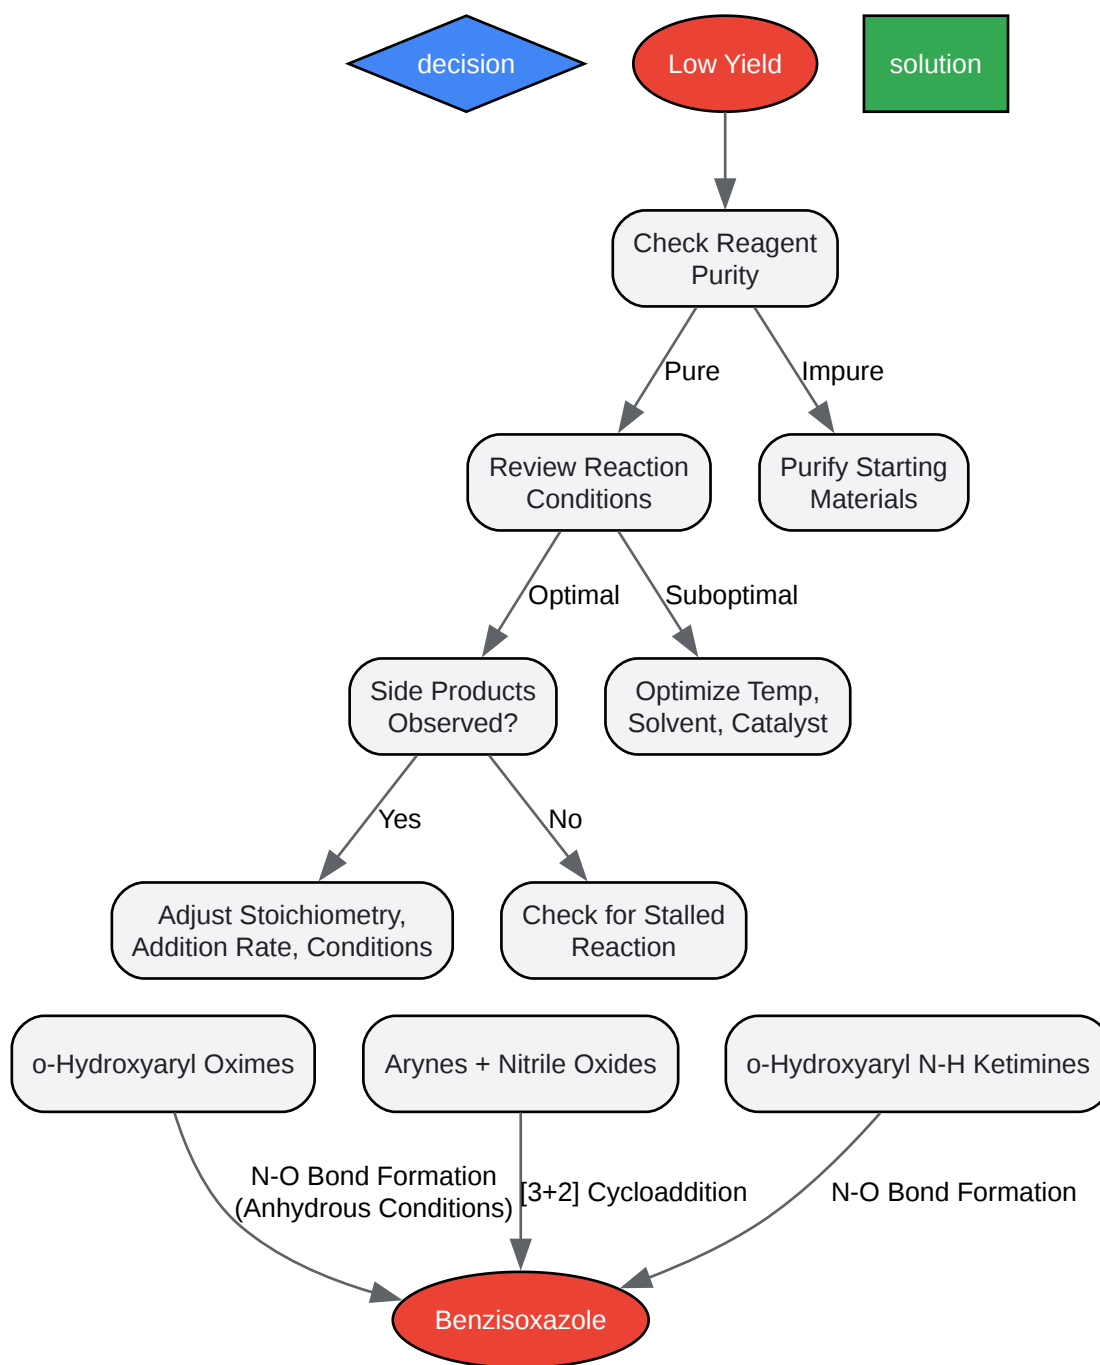 decision
Low Yield
solution
Check Reagent
Purity
Pure
Impure
Review Reaction
Conditions
Purify Starting
Materials
Optimal
Suboptimal
Side Products
Observed?
Optimize Temp,
Solvent, Catalyst
Yes
No
Adjust Stoichiometry,
Addition Rate, Conditions
Check for Stalled
Reaction
o-Hydroxyaryl Oximes
Arynes + Nitrile Oxides
o-Hydroxyaryl N-H Ketimines
N-O Bond Formation
(Anhydrous Conditions)
[3+2] Cycloaddition
N-O Bond Formation
Benzisoxazole